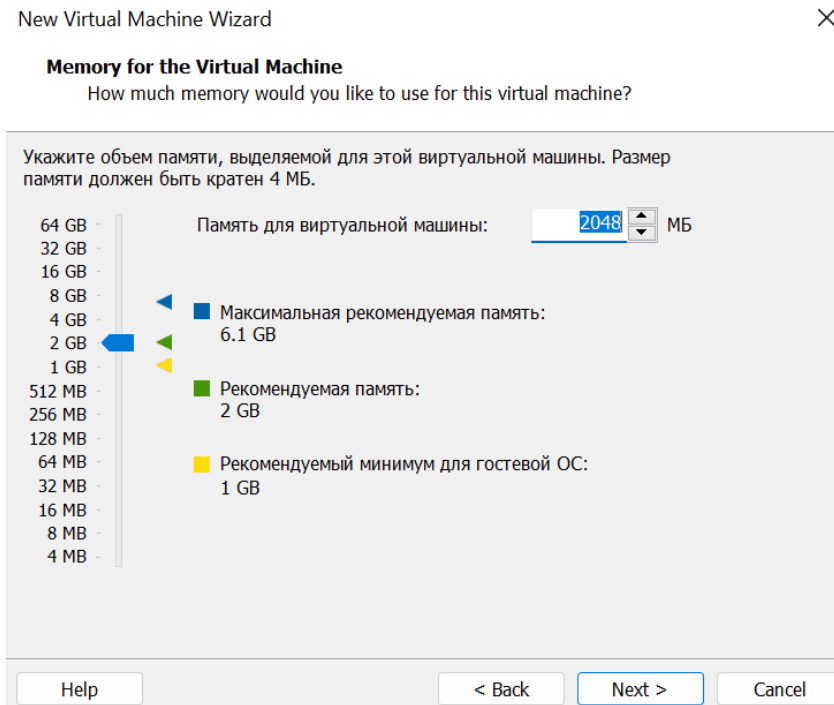 New Virtual Machine Wizard
Memory for the Virtual Machine
How much memory would you like to use for this virtual machine?
Укажите объем памяти, выделяемой для этой виртуальной машины. Размер
памяти должен быть кратен 4 МБ.
Память для виртуальной машины: 2048 МБ
64 GB
32 GB
16 GB
8 GB
4 GB
2 GB
1 GB
512 MB
256 MB
128 MB
64 MB
32 MB
16 MB
8 MB
4 MB
Максимальная рекомендуемая память:
6.1 GB
Рекомендуемая память:
2 GB
Рекомендуемый минимум для гостевой ОС:
1 GB
Help
< Back
Next >
Cancel